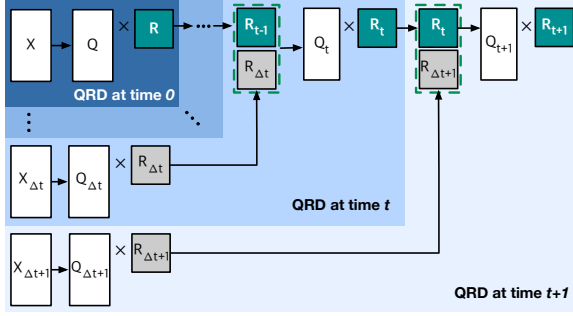 X → Q × R → ···· → R_{t-1} Q_t × R_t → R_t Q_{t+1} × R_{t+1}
R_{Δt} R_{Δt+1}
QRD at time 0
X_{Δt} → Q_{Δt} × R_{Δt}
QRD at time t
X_{Δt+1} → Q_{Δt+1} × R_{Δt+1}
QRD at time t+1